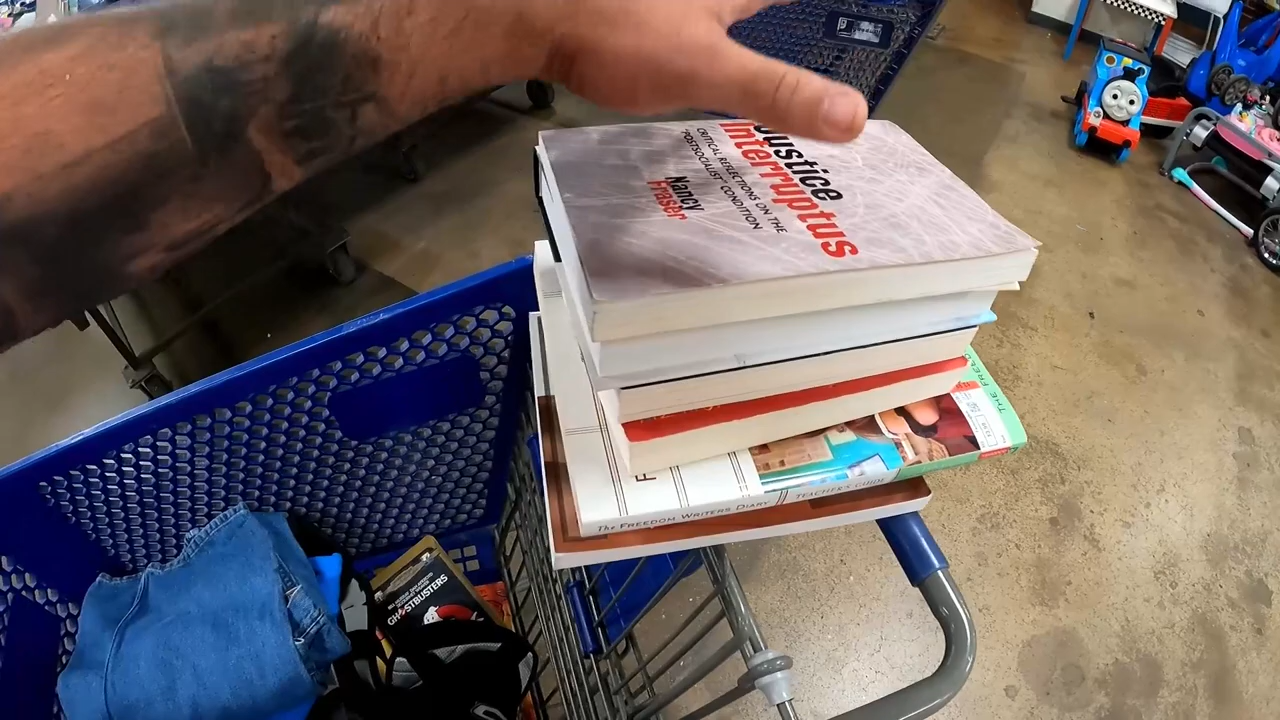 Justice
Interruptus
CRITICAL REFLECTIONS ON THE
"POSTSOCIALIST" CONDITION
Nancy
Fraser
The FREEDOM WRITERS DIARY TEACHER'S GUIDE
GHOSTBUSTERS